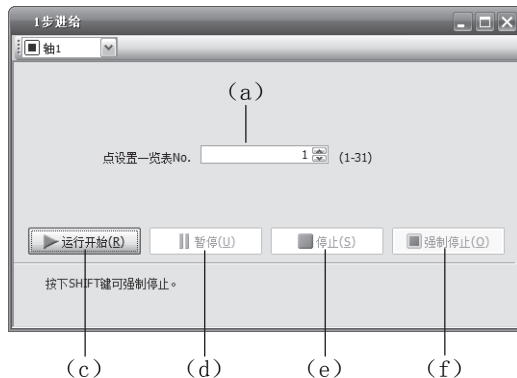 1步进给
轴1
(a)
点设置一览表No. 1 (1-31)
运行开始(R) 暂停(U) 停止(S) 强制停止(O)
按下SHIFT键可强制停止。
(c) (d) (e) (f)